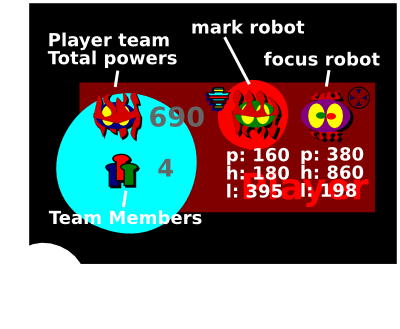 mark robot
Player team
Total powers
focus robot
690
4
p: 160
h: 180
l: 395
p: 380
h: 860
l: 198
Player
Team Members